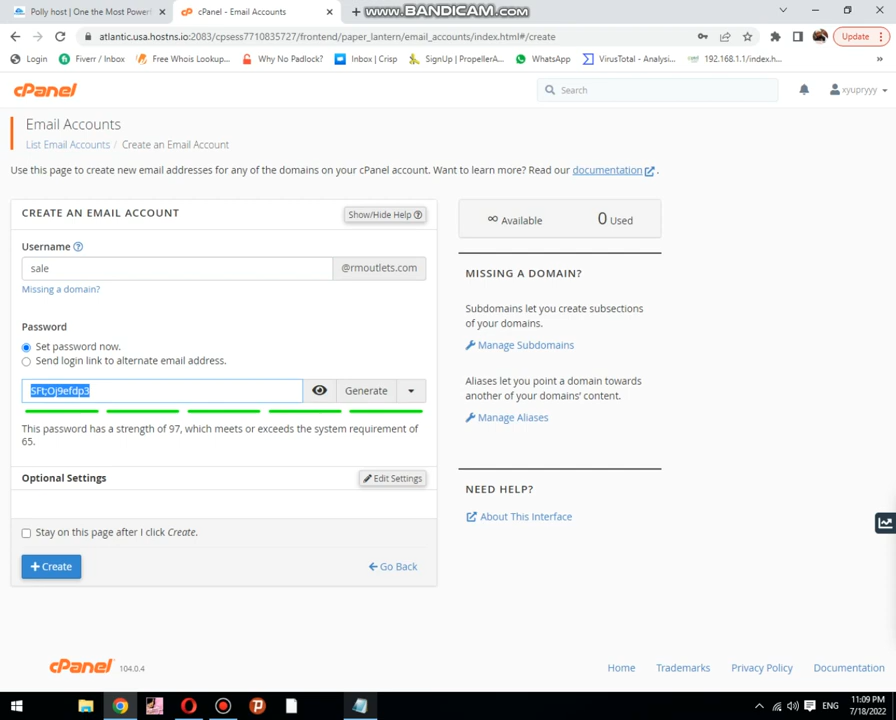 Polly host | One the Most Power
cPanel - Email Accounts
www.BANDICAM.com
atlantic.usa.hostns.io:2083/cpsess7710835727/frontend/paper_lantern/email_accounts/index.html#/create
Update
Login
Fiverr / Inbox
Free Whois Lookup...
Why No Padlock?
Inbox | Crisp
SignUp | PropellerA...
WhatsApp
VirusTotal - Analysi...
192.168.1.1/index.h...
cPanel
Search
xyupryyy
Email Accounts
List Email Accounts / Create an Email Account
Use this page to create new email addresses for any of the domains on your cPanel account. Want to learn more? Read our documentation .
CREATE AN EMAIL ACCOUNT
Show/Hide Help
Username
sale
@rmoutlets.com
Missing a domain?
Password
Set password now.
Send login link to alternate email address.
SFt;Oj9efdp3
Generate
This password has a strength of 97, which meets or exceeds the system requirement of
65.
Optional Settings
Edit Settings
Stay on this page after I click Create.
+ Create
Go Back
∞ Available
0 Used
MISSING A DOMAIN?
Subdomains let you create subsections
of your domains.
Manage Subdomains
Aliases let you point a domain towards
another of your domains' content.
Manage Aliases
NEED HELP?
About This Interface
cPanel 104.0.4
Home
Trademarks
Privacy Policy
Documentation
ENG
11:09 PM
7/18/2022